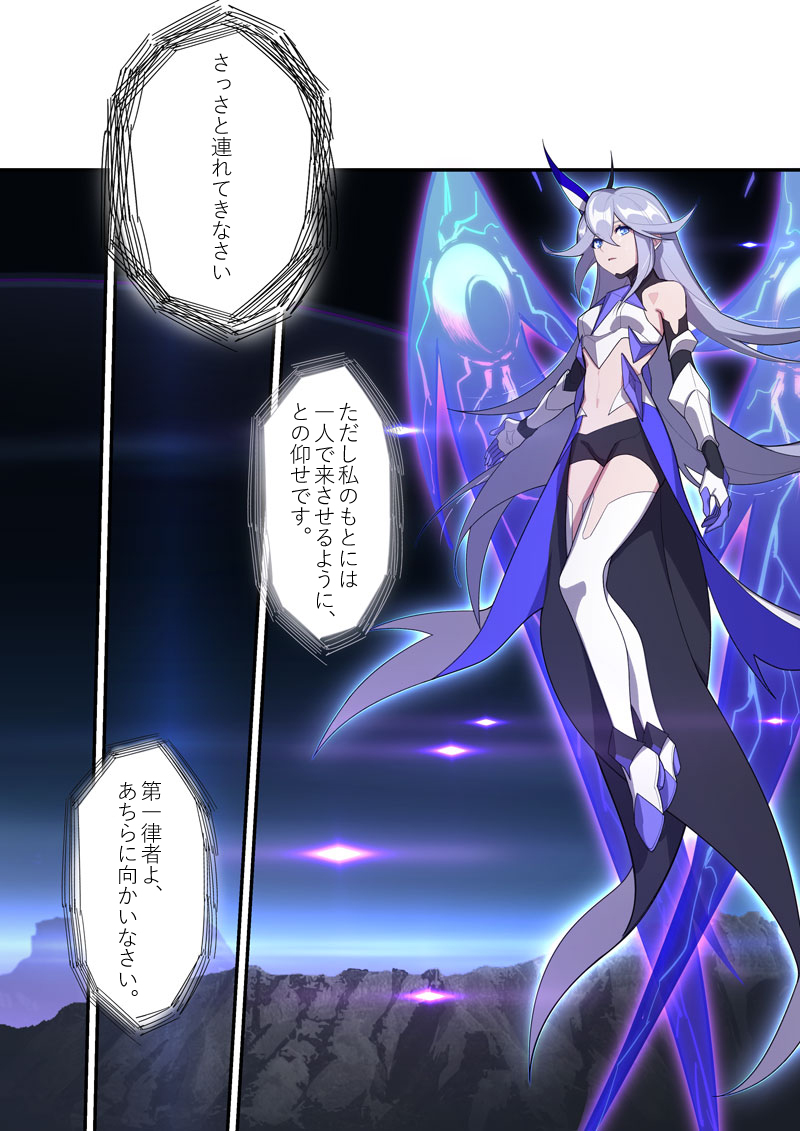 さっさと連れてきなさい
ただし私のもとには
一人で来させるように、
との仰せです。
第一律者よ、
あちらに向かいなさい。